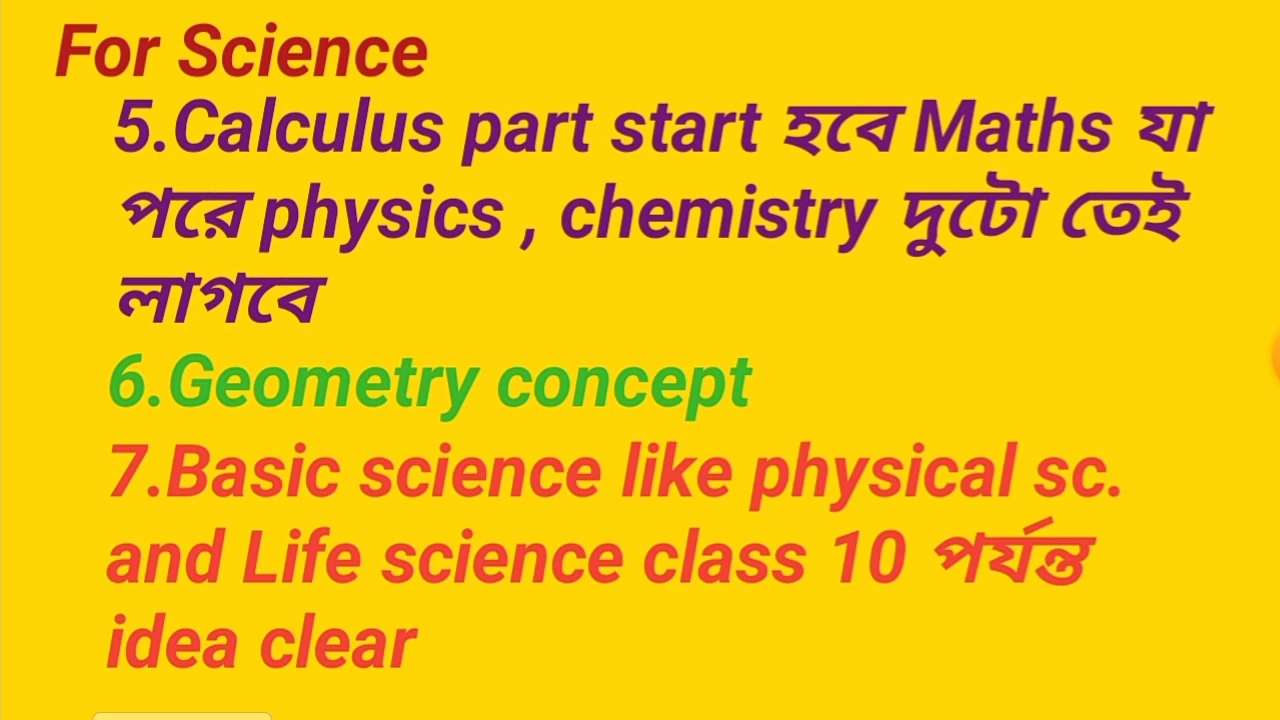 For Science
5.Calculus part start হবে Maths যা
পরে physics , chemistry দুটো তেই
লাগবে
6.Geometry concept
7.Basic science like physical sc.
and Life science class 10 পর্যন্ত
idea clear